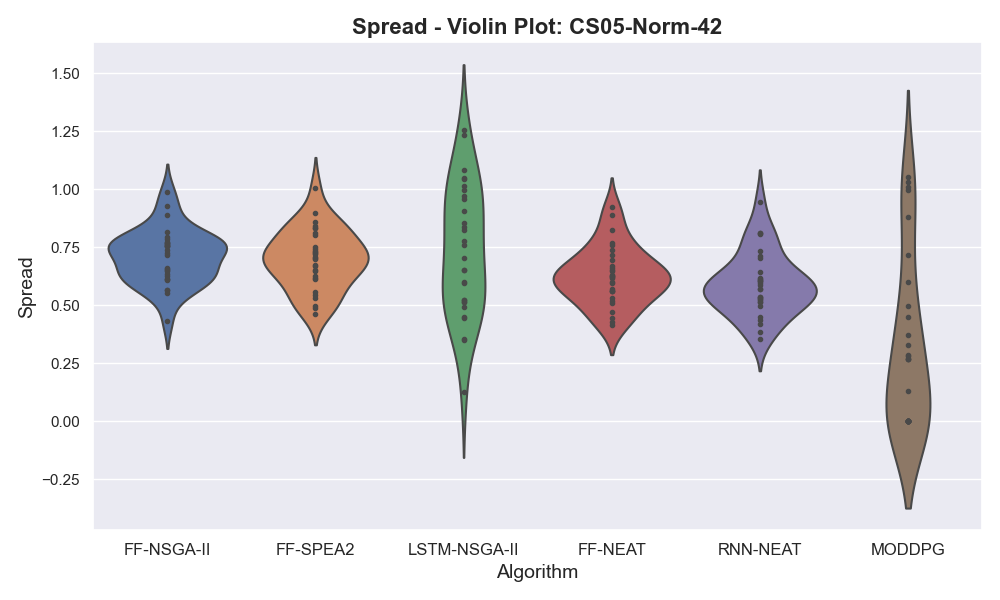 Spread - Violin Plot: CS05-Norm-42
1.50
1.25
1.00
0.75
0.50
0.25
0.00
−0.25
Spread
FF-NSGA-II FF-SPEA2 LSTM-NSGA-II FF-NEAT RNN-NEAT MODDPG
Algorithm